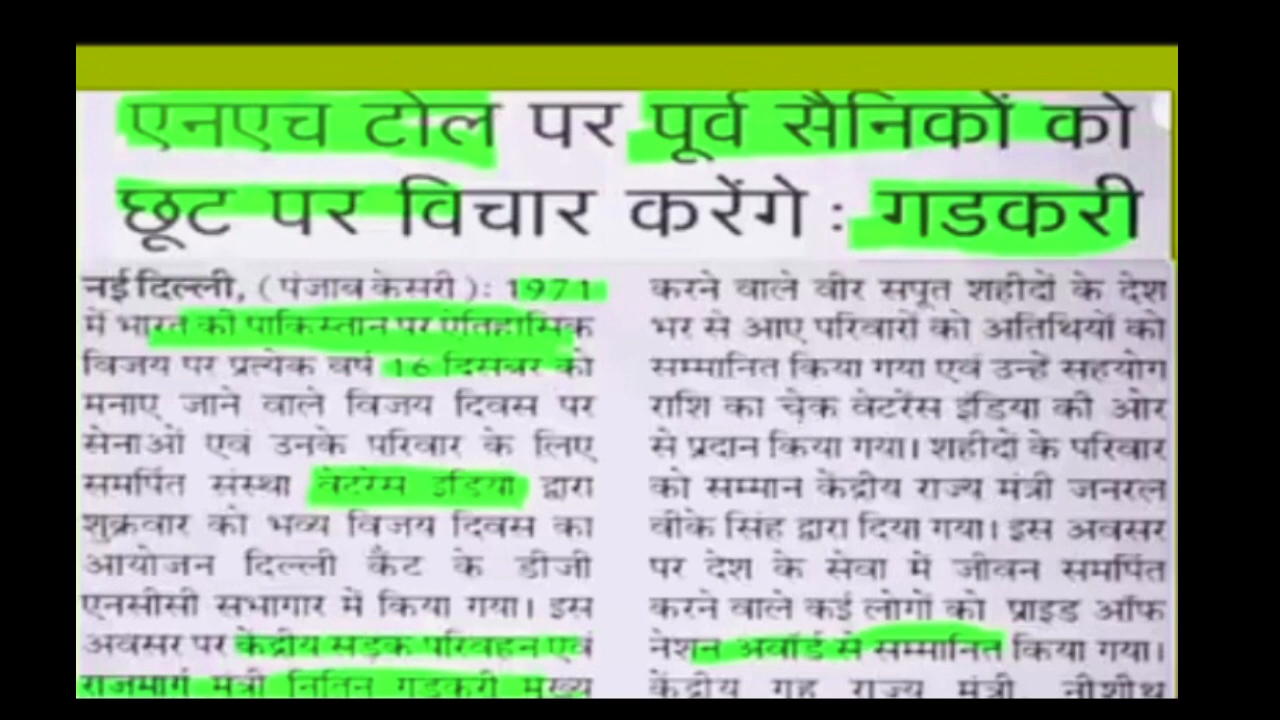 एनएच टोल पर पूर्व सैनिकों को
छूट पर विचार करेंगे : गडकरी
नई दिल्ली, ( पंजाब केसरी ): 1971
में भारत की पाकिस्तान पर ऐतिहासिक
विजय पर प्रत्येक वर्ष 16 दिसंबर को
मनाए जाने वाले विजय दिवस पर
सेनाओं एवं उनके परिवार के लिए
समर्पित संस्था वेटरेंस इंडिया द्वारा
शुक्रवार को भव्य विजय दिवस का
आयोजन दिल्ली कैंट के डीजी
एनसीसी सभागार में किया गया। इस
अवसर पर केंद्रीय सड़क परिवहन एवं
राजमार्ग मंत्री नितिन गडकरी मुख्य
करने वाले वीर सपूत शहीदों के देश
भर से आए परिवारों को अतिथियों को
सम्मानित किया गया एवं उन्हे सहयोग
राशि का चेक वेटरेंस इंडिया की ओर
से प्रदान किया गया। शहीदों के परिवार
को सम्मान केंद्रीय राज्य मंत्री जनरल
वीके सिंह द्वारा दिया गया। इस अवसर
पर देश के सेवा में जीवन समर्पित
करने वाले कई लोगों को प्राइड ऑफ
नेशन अवॉर्ड से सम्मानित किया गया।
केंद्रीय गृह राज्य मंत्री, नीशीथ